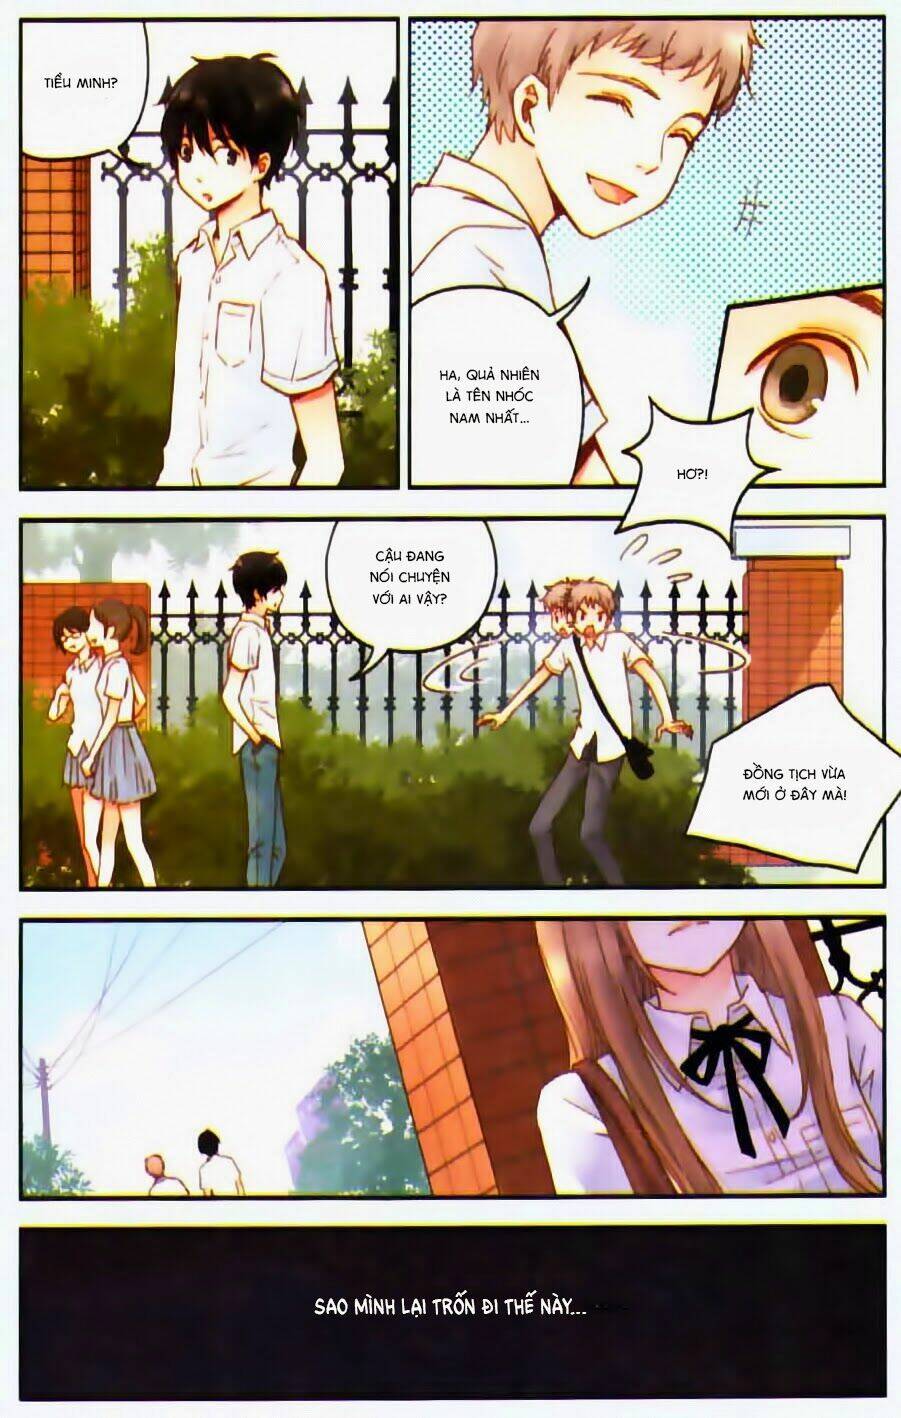 TIỂU MINH?
HA, QUẢ NHIÊN
LÀ TÊN NHÓC
NAM NHẤT...
HƠ?!
CẬU ĐANG
NÓI CHUYỆN
VỚI AI VẬY?
ĐỒNG TỊCH VỪA
MỚI Ở ĐÂY MÀ!
SAO MÌNH LẠI TRỐN ĐI THẾ NÀY...